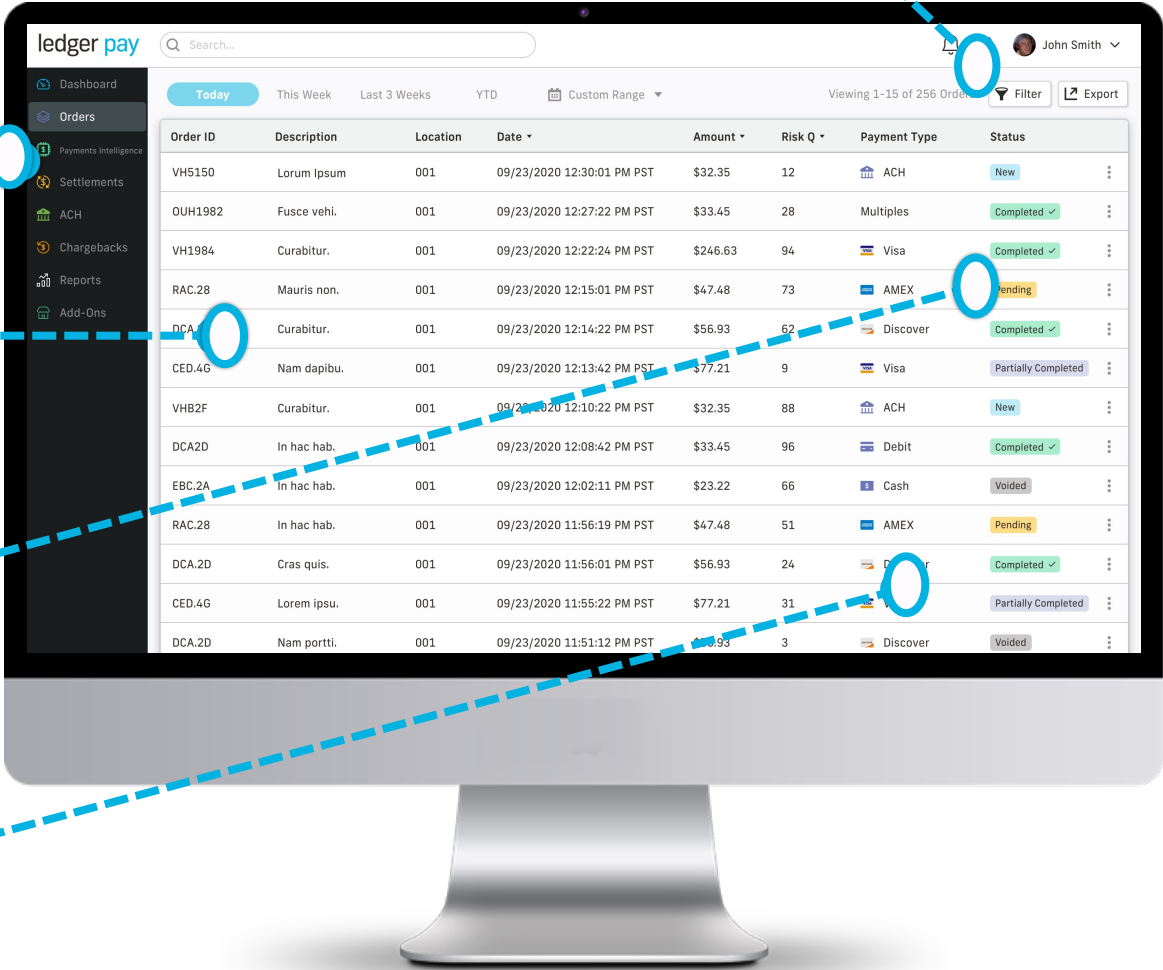 ledger pay
Search...
John Smith
Dashboard
Orders
Payments Intelligence
Settlements
ACH
Chargebacks
Reports
Add-Ons
Today This Week Last 3 Weeks YTD Custom Range
Viewing 1-15 of 256
Filter Export
Order ID Description Location Date Amount Risk Q Payment Type Status
VH5150 Lorum Ipsum 001 09/23/2020 12:30:01 PM PST $32.35 12 ACH New
OUH1982 Fusce vehi. 001 09/23/2020 12:27:22 PM PST $33.45 28 Multiples Completed ✓
VH1984 Curabitur. 001 09/23/2020 12:22:24 PM PST $246.63 94 VISA Visa Completed ✓
RAC.28 Mauris non. 001 09/23/2020 12:15:01 PM PST $47.48 73 AMEX Pending
Curabitur. 001 09/23/2020 12:14:22 PM PST $56.93 62 Discover Completed ✓
CED.4G Nam dapibu. 001 09/23/2020 12:13:42 PM PST $77.21 9 VISA Visa Partially Completed
VHB2F Curabitur. 001 09/23/2020 12:10:22 PM PST $32.35 88 ACH New
DCA2D In hac hab. 001 09/23/2020 12:08:42 PM PST $33.45 96 Debit Completed ✓
EBC.2A In hac hab. 001 09/23/2020 12:02:11 PM PST $23.22 66 $ Cash Voided
RAC.28 In hac hab. 001 09/23/2020 11:56:19 PM PST $47.48 51 AMEX Pending
DCA.2D Cras quis. 001 09/23/2020 11:56:01 PM PST $56.93 24 Completed ✓
CED.4G Lorem ipsu. 001 09/23/2020 11:55:22 PM PST $77.21 31 Partially Completed
DCA.2D Nam portti. 001 09/23/2020 11:51:12 PM PST 3 Discover Voided